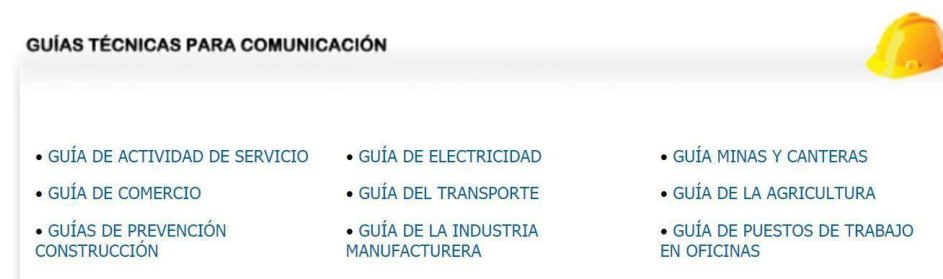 GUÍAS TÉCNICAS PARA COMUNICACIÓN
• GUÍA DE ACTIVIDAD DE SERVICIO
• GUÍA DE COMERCIO
• GUÍAS DE PREVENCIÓN
CONSTRUCCIÓN
• GUÍA DE ELECTRICIDAD
• GUÍA DEL TRANSPORTE
• GUÍA DE LA INDUSTRIA
MANUFACTURERA
• GUÍA MINAS Y CANTERAS
• GUÍA DE LA AGRICULTURA
• GUÍA DE PUESTOS DE TRABAJO
EN OFICINAS